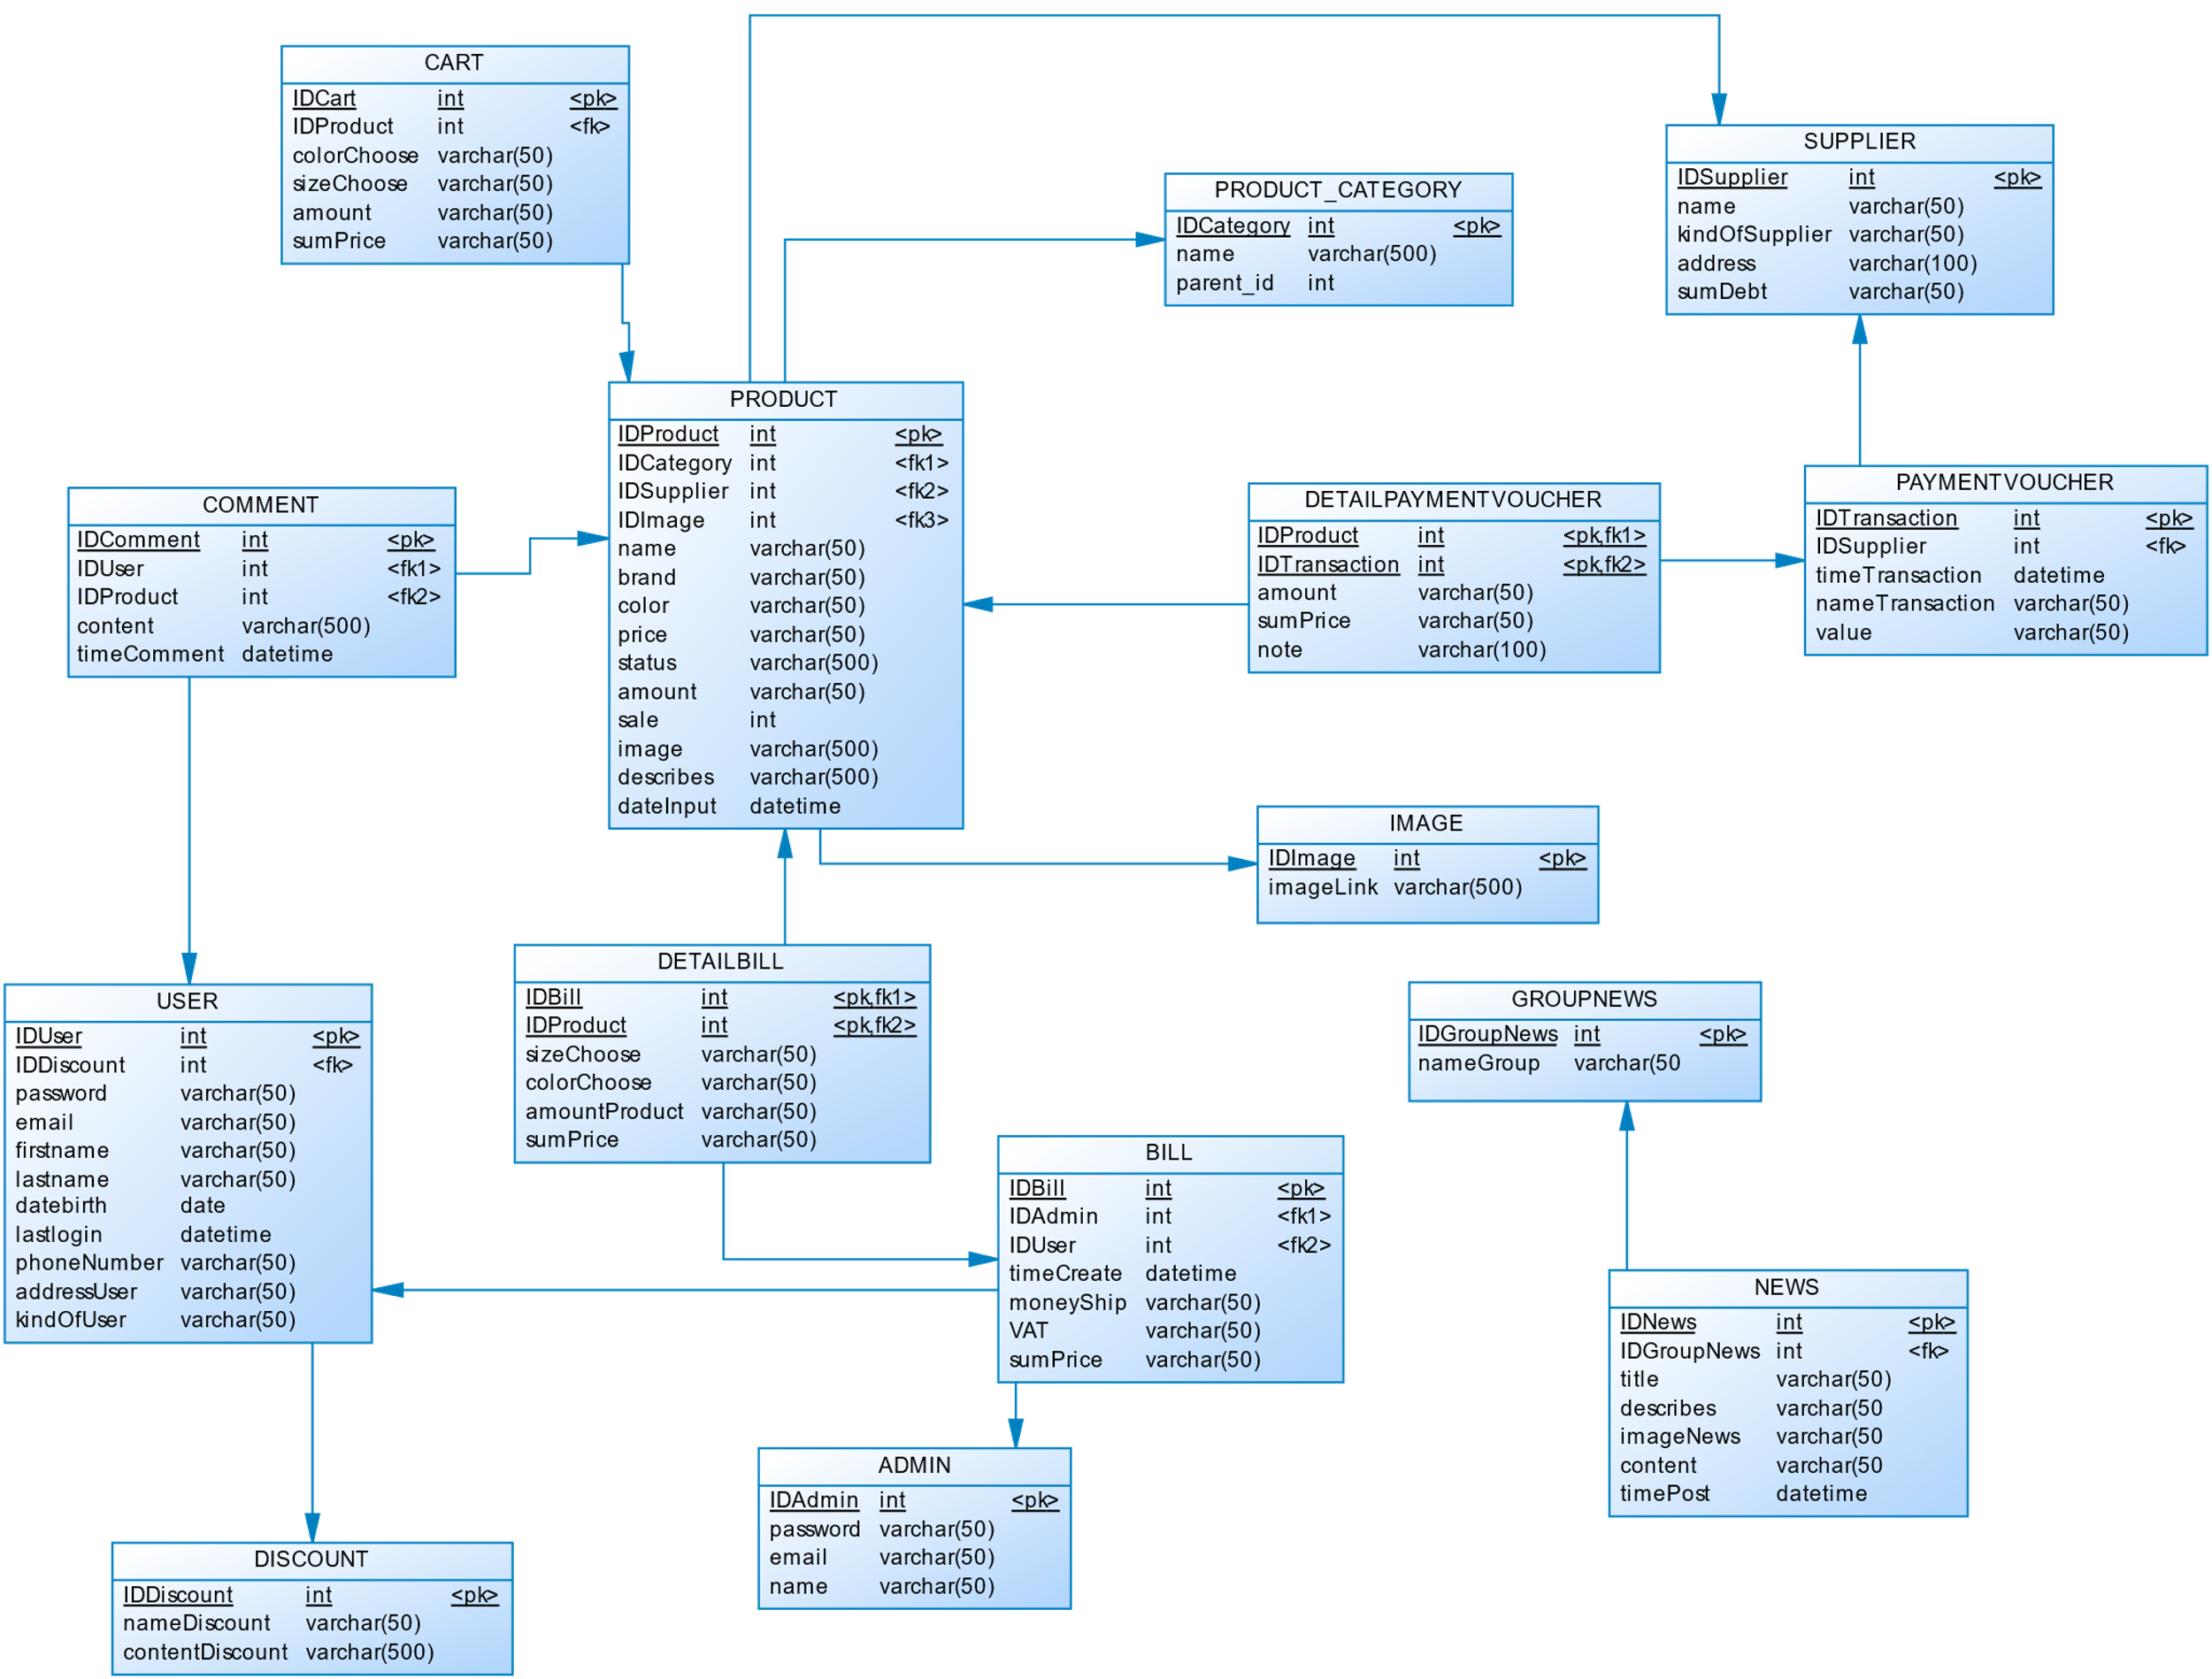 CART
IDCart int <pk>
IDProduct int <fk>
colorChoose varchar(50)
sizeChoose varchar(50)
amount varchar(50)
sumPrice varchar(50)
SUPPLIER
IDSupplier int <pk>
name varchar(50)
kindOfSupplier varchar(50)
address varchar(100)
sumDebt varchar(50)
PRODUCT_CATEGORY
IDCategory int <pk>
name varchar(500)
parent_id int
PRODUCT
IDProduct int <pk>
IDCategory int <fk1>
IDSupplier int <fk2>
IDImage int <fk3>
name varchar(50)
brand varchar(50)
color varchar(50)
price varchar(50)
status varchar(500)
amount varchar(50)
sale int
image varchar(500)
describes varchar(500)
dateInput datetime
COMMENT
IDComment int <pk>
IDUser int <fk1>
IDProduct int <fk2>
content varchar(500)
timeComment datetime
DETAILPAYMENTVOUCHER
IDProduct int <pk,fk1>
IDTransaction int <pk,fk2>
amount varchar(50)
sumPrice varchar(50)
note varchar(100)
PAYMENTVOUCHER
IDTransaction int <pk>
IDSupplier int <fk>
timeTransaction datetime
nameTransaction varchar(50)
value varchar(50)
IMAGE
IDImage int <pk>
imageLink varchar(500)
DETAILBILL
IDBill int <pk,fk1>
IDProduct int <pk,fk2>
sizeChoose varchar(50)
colorChoose varchar(50)
amountProduct varchar(50)
sumPrice varchar(50)
USER
IDUser int <pk>
IDDiscount int <fk>
password varchar(50)
email varchar(50)
firstname varchar(50)
lastname varchar(50)
datebirth date
lastlogin datetime
phoneNumber varchar(50)
addressUser varchar(50)
kindOfUser varchar(50)
GROUPNEWS
IDGroupNews int <pk>
nameGroup varchar(50
BILL
IDBill int <pk>
IDAdmin int <fk1>
IDUser int <fk2>
timeCreate datetime
moneyShip varchar(50)
VAT varchar(50)
sumPrice varchar(50)
NEWS
IDNews int <pk>
IDGroupNews int <fk>
title varchar(50)
describes varchar(50
imageNews varchar(50
content varchar(50
timePost datetime
ADMIN
IDAdmin int <pk>
password varchar(50)
email varchar(50)
name varchar(50)
DISCOUNT
IDDiscount int <pk>
nameDiscount varchar(50)
contentDiscount varchar(500)